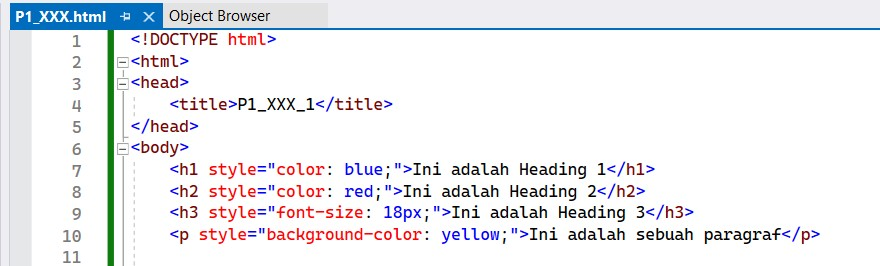 P1_XXX.html Object Browser
1 <!DOCTYPE html>
2 <html>
3 <head>
4 <title>P1_XXX_1</title>
5 </head>
6 <body>
7 <h1 style="color: blue;">Ini adalah Heading 1</h1>
8 <h2 style="color: red;">Ini adalah Heading 2</h2>
9 <h3 style="font-size: 18px;">Ini adalah Heading 3</h3>
10 <p style="background-color: yellow;">Ini adalah sebuah paragraf</p>
11